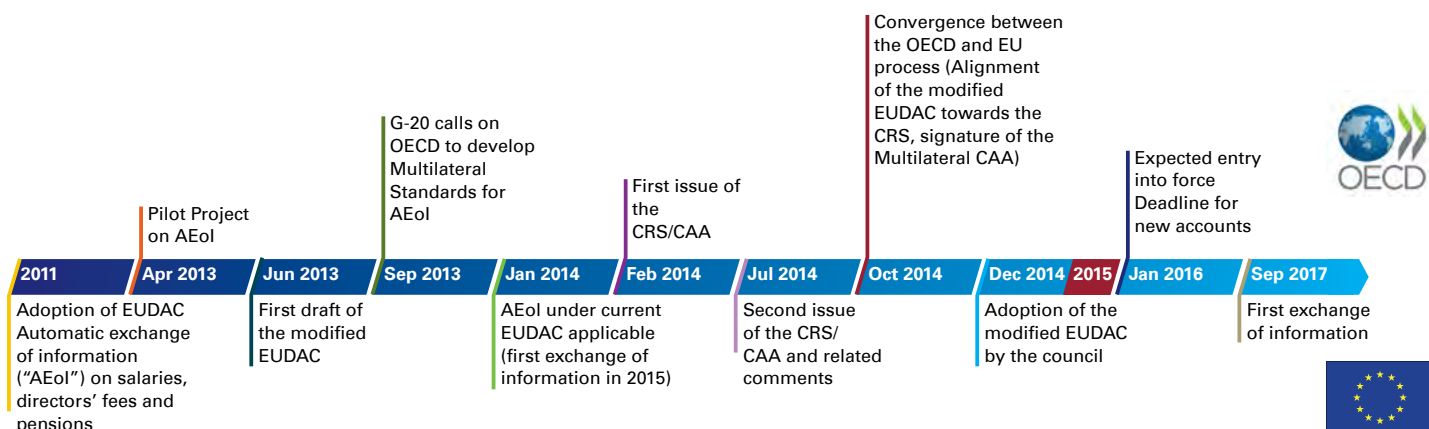 Convergence between
the OECD and EU
process (Alignment
of the modified
EUDAC towards the
CRS, signature of the
Multilateral CAA)
G-20 calls on
OECD to develop
Multilateral
Standards for
AEoI
OECD
Expected entry
into force
Deadline for
new accounts
First issue of
the
CRS/CAA
Pilot Project
on AEoI
2011 Apr 2013 Jun 2013 Sep 2013 Jan 2014 Feb 2014 Jul 2014 Oct 2014 Dec 2014 2015 Jan 2016 Sep 2017
Adoption of EUDAC
Automatic exchange
of information
(“AEoI”) on salaries,
directors’ fees and
pensions
First draft of
the modified
EUDAC
AEoI under current
EUDAC applicable
(first exchange of
information in 2015)
Second issue
of the CRS/
CAA and related
comments
Adoption of the
modified EUDAC
by the council
First exchange
of information